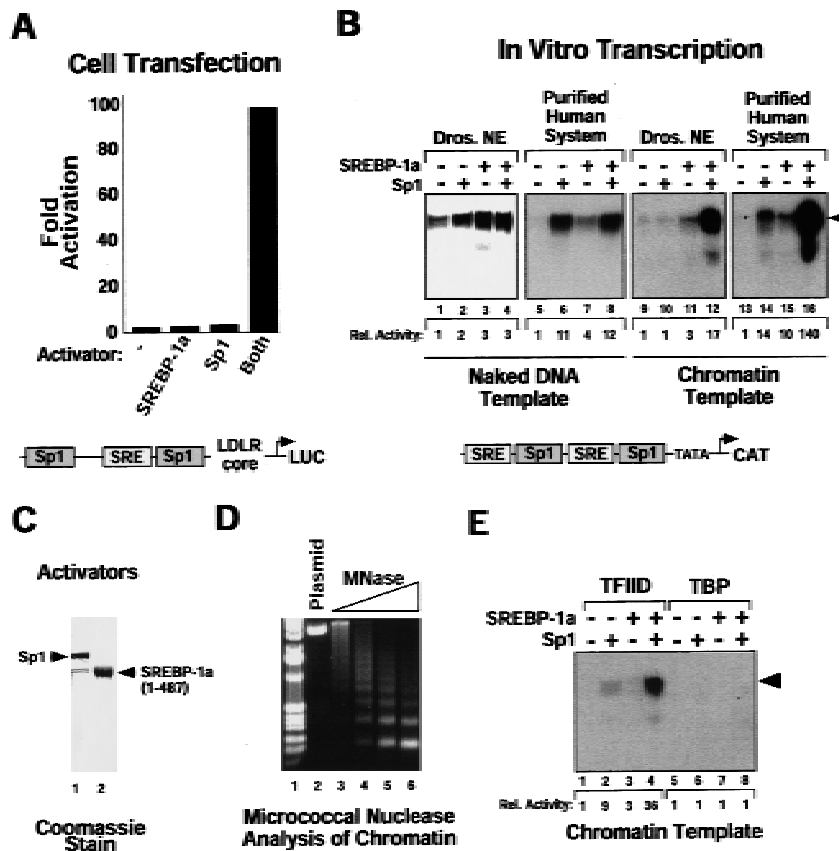 A
Cell Transfection
Fold
Activation
100
80
60
40
20
0
Activator:
-
SREBP-1a
Sp1
Both
Sp1
SRE
Sp1
LDLR
core
LUC
B
In Vitro Transcription
Dros. NE
Purified
Human
System
Dros. NE
Purified
Human
System
SREBP-1a - - + + - - + + - - + + - - + +
Sp1 - + - + - + - + - + - + - + - +
1 2 3 4 5 6 7 8 9 10 11 12 13 14 15 16
Rel. Activity: 1 2 3 3 1 11 4 12 1 1 3 17 1 14 10 140
Naked DNA
Template
Chromatin
Template
SRE
Sp1
SRE
Sp1
TATA
CAT
C
Activators
Sp1
SREBP-1a
(1-487)
1 2
Coomassie
Stain
D
Plasmid
MNase
1 2 3 4 5 6
Micrococcal Nuclease
Analysis of Chromatin
E
TFIID TBP
SREBP-1a - - + + - - + +
Sp1 - + - + - + - +
1 2 3 4 5 6 7 8
Rel. Activity: 1 9 3 36 1 1 1 1
Chromatin Template